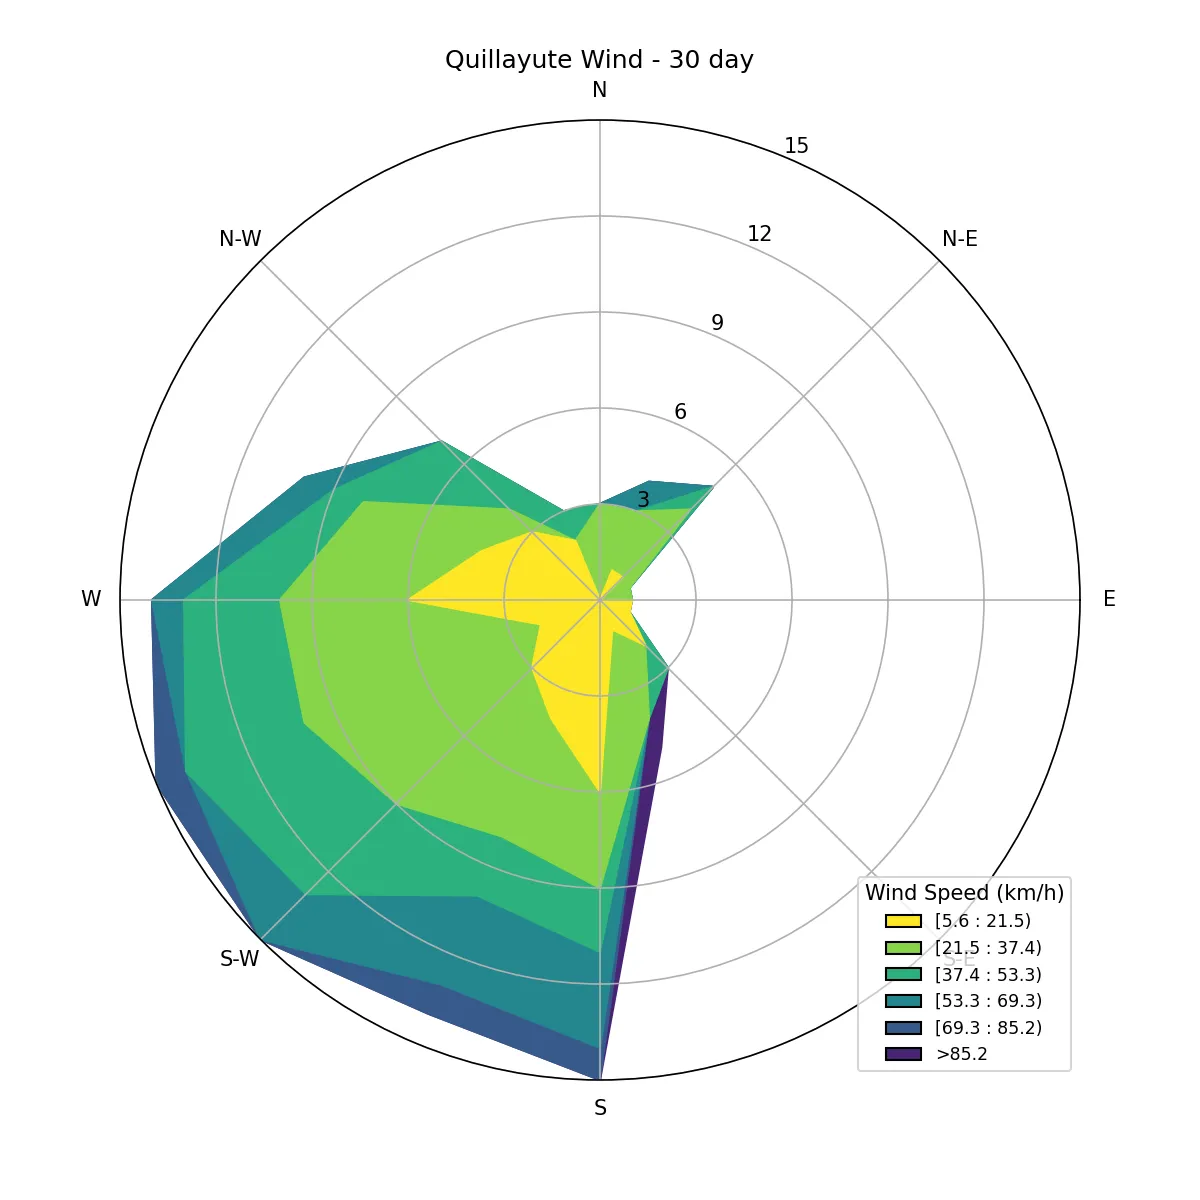 Quillayute Wind - 30 day
N
15
N-W
12
N-E
9
6
3
W
E
S-W
S-E
S
Wind Speed (km/h)
[5.6 : 21.5)
[21.5 : 37.4)
[37.4 : 53.3)
[53.3 : 69.3)
[69.3 : 85.2)
>85.2